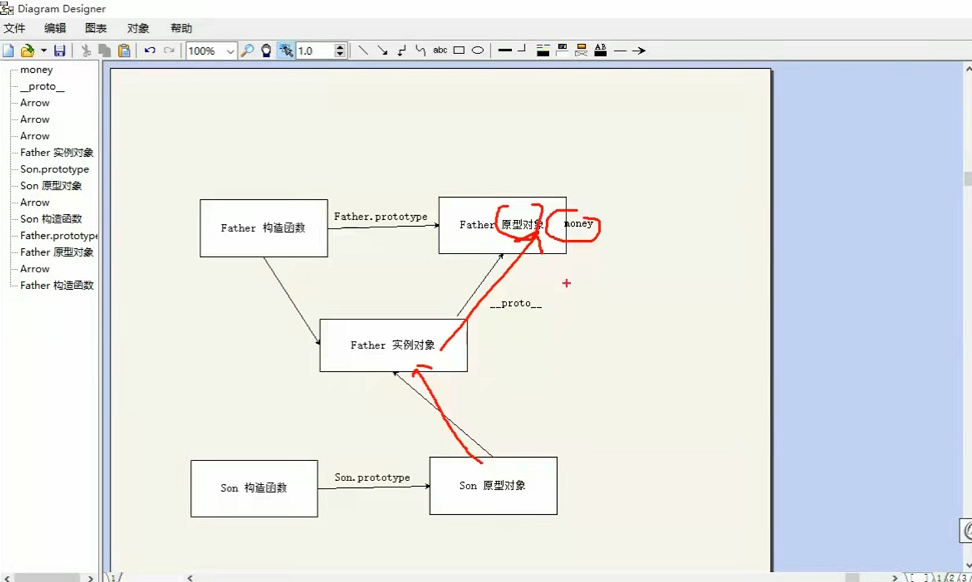 Diagram Designer
文件 编辑 图表 对象 帮助
100% 1.0 abc AB
money
__proto__
Arrow
Arrow
Arrow
Father 实例对象
Son.prototype
Son 原型对象
Arrow
Son 构造函数
Father.prototype
Father 原型对象
Arrow
Father 构造函数
Father 构造函数
Father.prototype
Father 原型对象
money
__proto__
Father 实例对象
Son 构造函数
Son.prototype
Son 原型对象